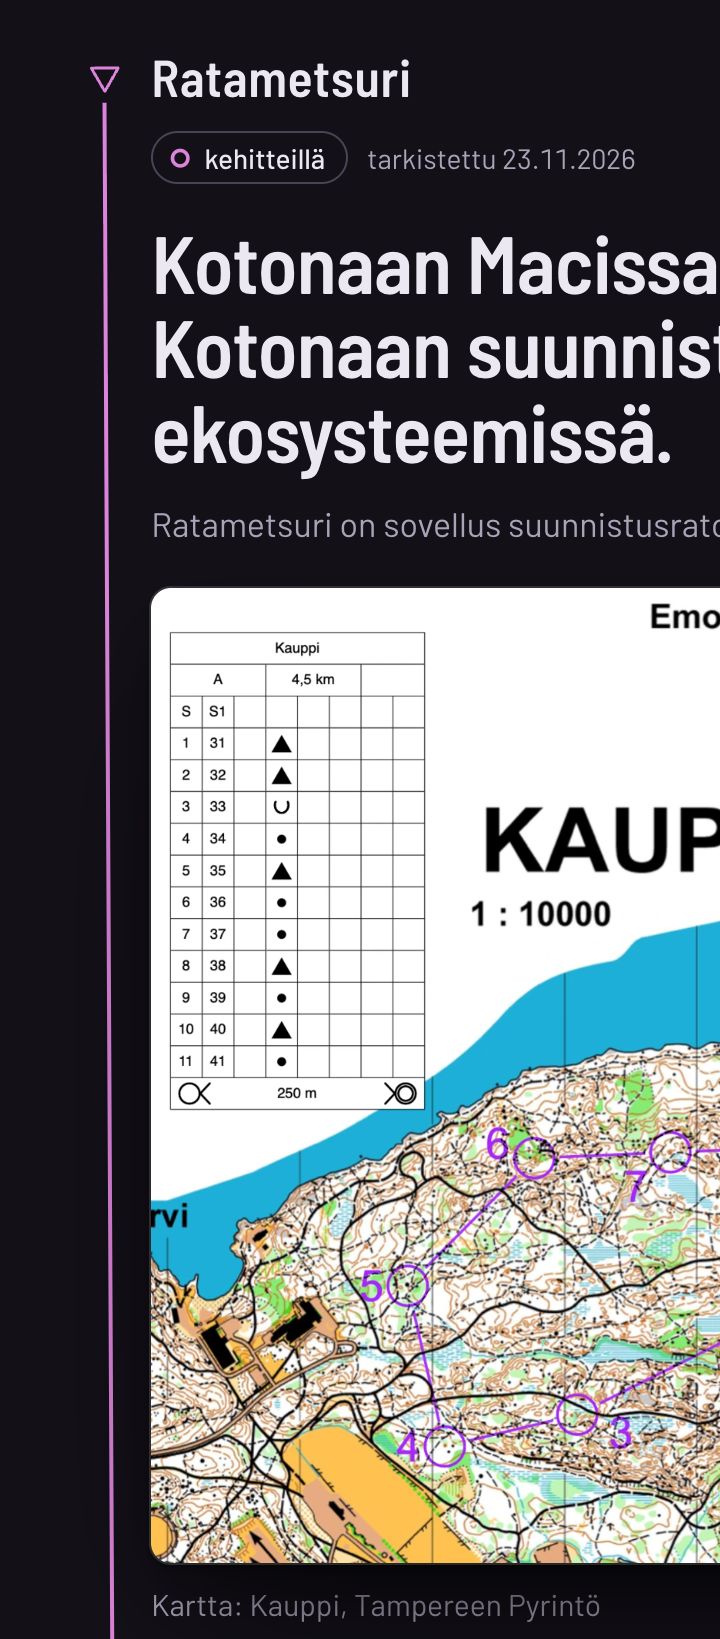 Ratametsuri
kehitteillä tarkistettu 23.11.2026
Kotonaan Macissa
Kotonaan suunnist
ekosysteemissä.
Ratametsuri on sovellus suunnistusrato
Emo
Kauppi
A 4,5 km
S S1
1 31
2 32
3 33
4 34
5 35
6 36
7 37
8 38
9 39
10 40
11 41
250 m
KAUP
1 : 10000
6
7
rvi
5
3
4
Kartta: Kauppi, Tampereen Pyrintö